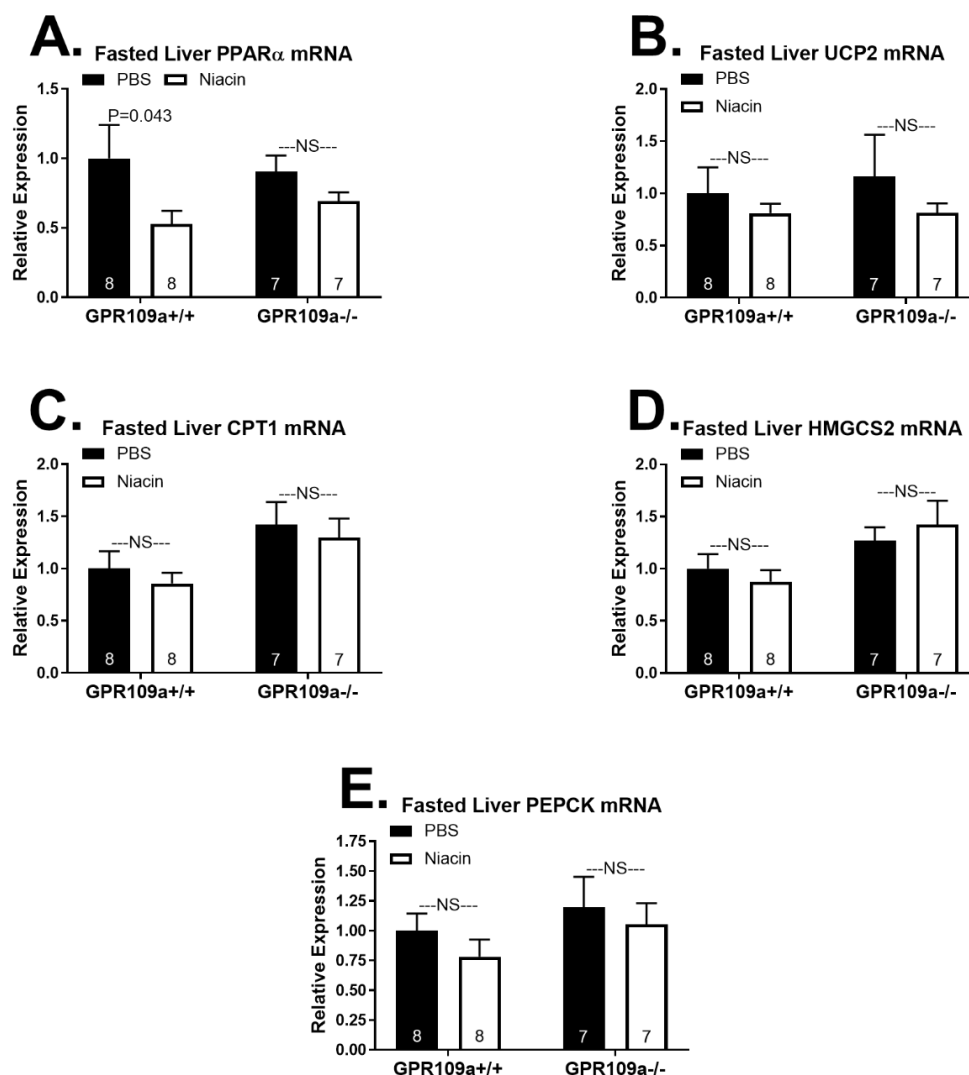 A.
Fasted Liver PPARα mRNA
PBS Niacin
1.5
P=0.043
---NS---
1.0
0.5
0.0
8 8 7 7
GPR109a+/+ GPR109a-/-
Relative Expression
B.
Fasted Liver UCP2 mRNA
PBS
Niacin
2.0
---NS---
---NS---
1.5
1.0
0.5
0.0
8 8 7 7
GPR109a+/+ GPR109a-/-
Relative Expression
C.
Fasted Liver CPT1 mRNA
PBS
Niacin
2.0
---NS---
---NS---
1.5
1.0
0.5
0.0
8 8 7 7
GPR109a+/+ GPR109a-/-
Relative Expression
D.
Fasted Liver HMGCS2 mRNA
PBS
Niacin
2.0
---NS---
---NS---
1.5
1.0
0.5
0.0
8 8 7 7
GPR109a+/+ GPR109a-/-
Relative Expression
E.
Fasted Liver PEPCK mRNA
PBS
Niacin
1.75
---NS---
---NS---
1.50
1.25
1.00
0.75
0.50
0.25
0.00
8 8 7 7
GPR109a+/+ GPR109a-/-
Relative Expression